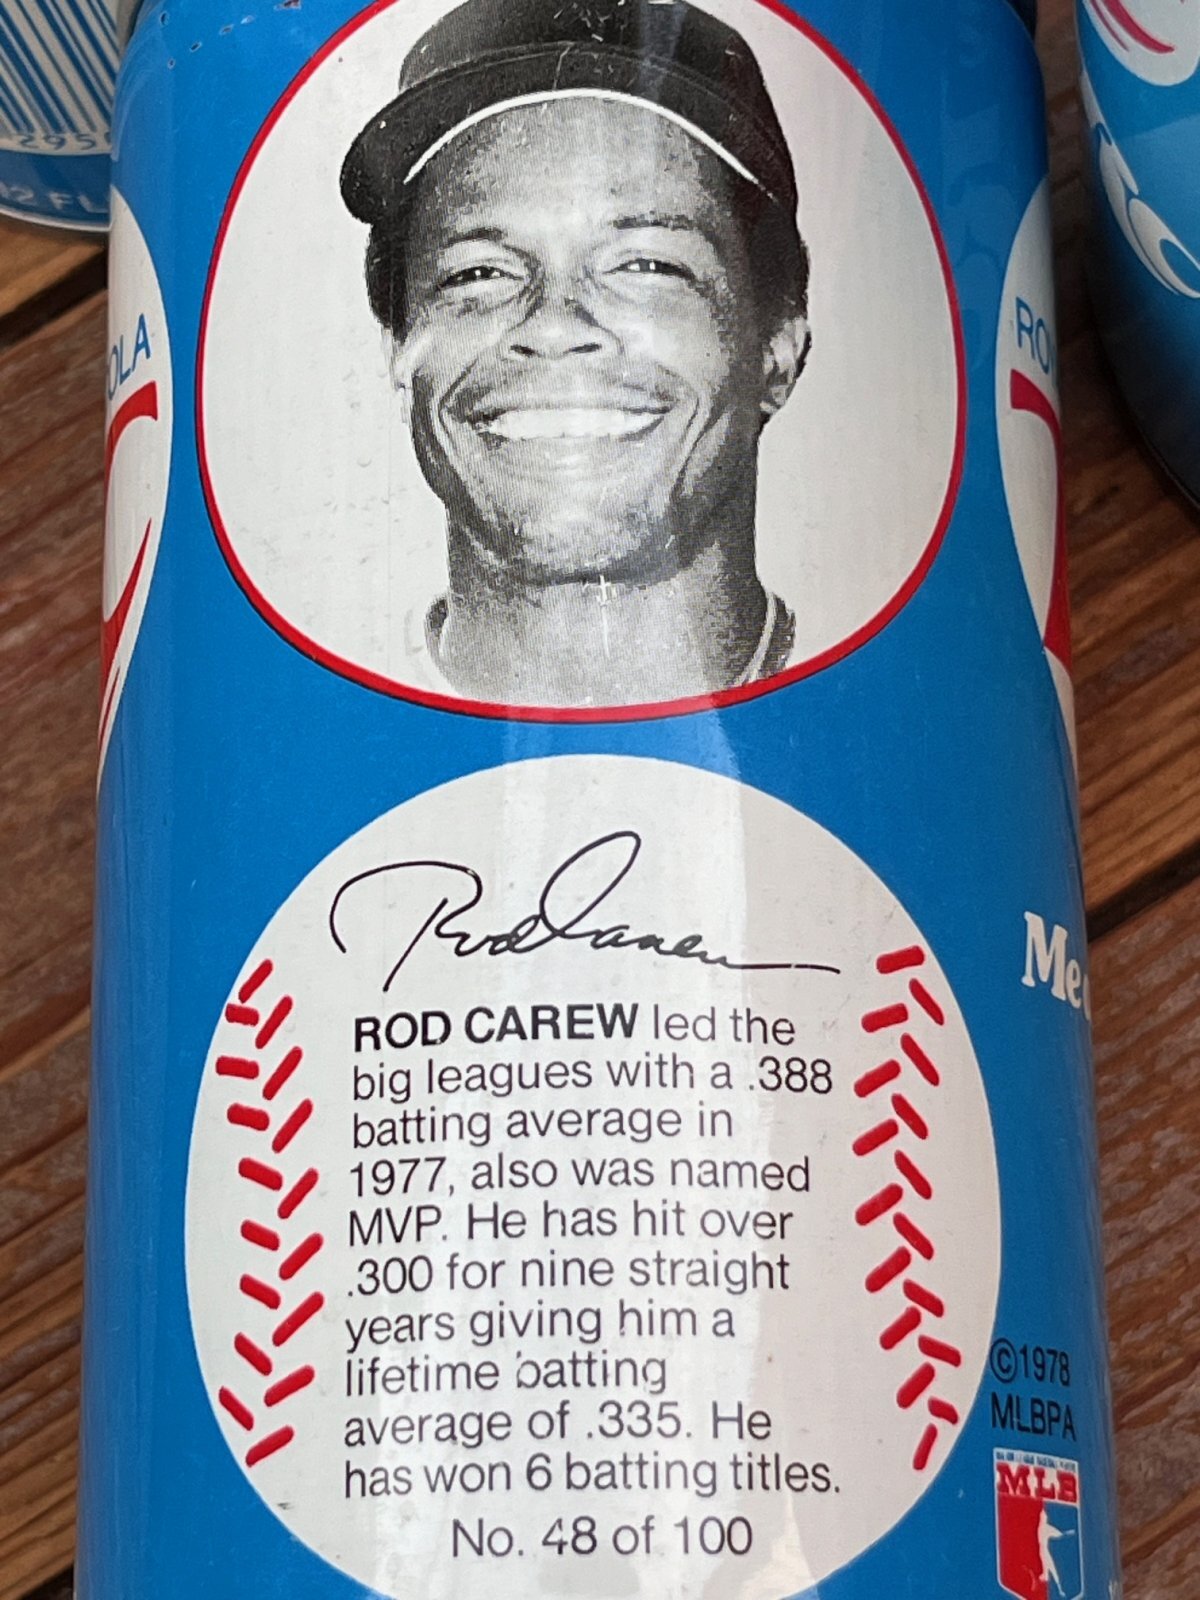 Rod Carew
ROD CAREW led the
big leagues with a .388
batting average in
1977, also was named
MVP. He has hit over
.300 for nine straight
years giving him a
lifetime batting
average of .335. He
has won 6 batting titles.
No. 48 of 100
©1978
MLBPA
MLB